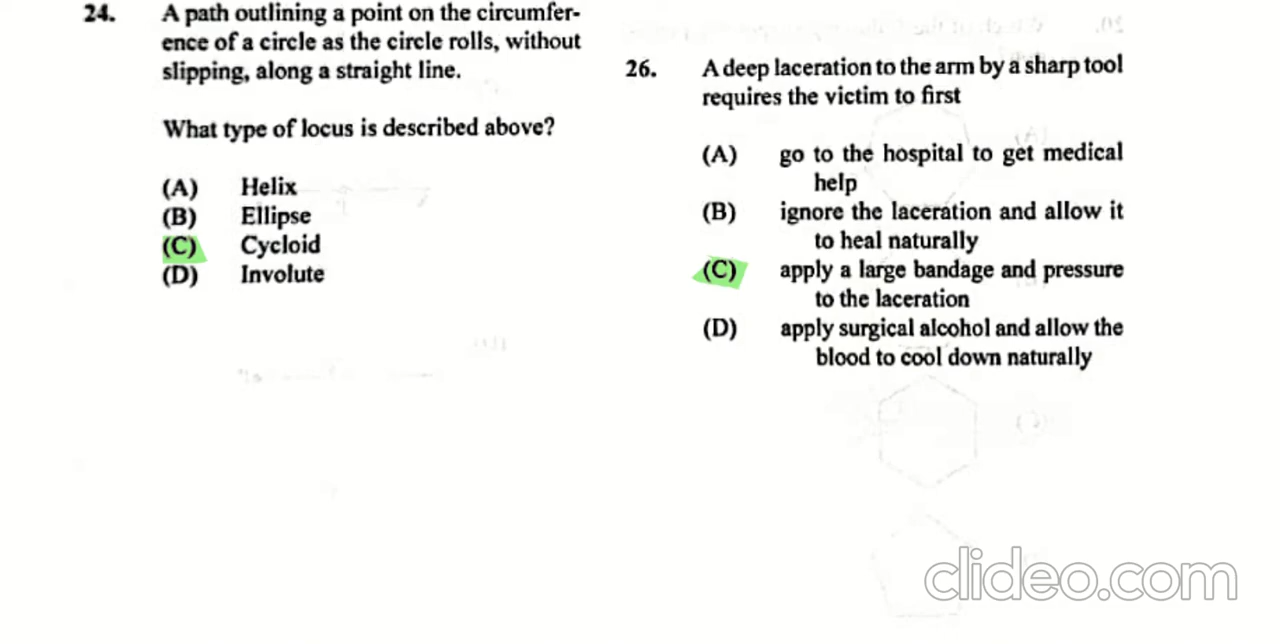 24. A path outlining a point on the circumfer-
ence of a circle as the circle rolls, without
slipping, along a straight line.
What type of locus is described above?
(A) Helix
(B) Ellipse
(C) Cycloid
(D) Involute
26. A deep laceration to the arm by a sharp tool
requires the victim to first
(A) go to the hospital to get medical
help
(B) ignore the laceration and allow it
to heal naturally
(C) apply a large bandage and pressure
to the laceration
(D) apply surgical alcohol and allow the
blood to cool down naturally
clideo.com